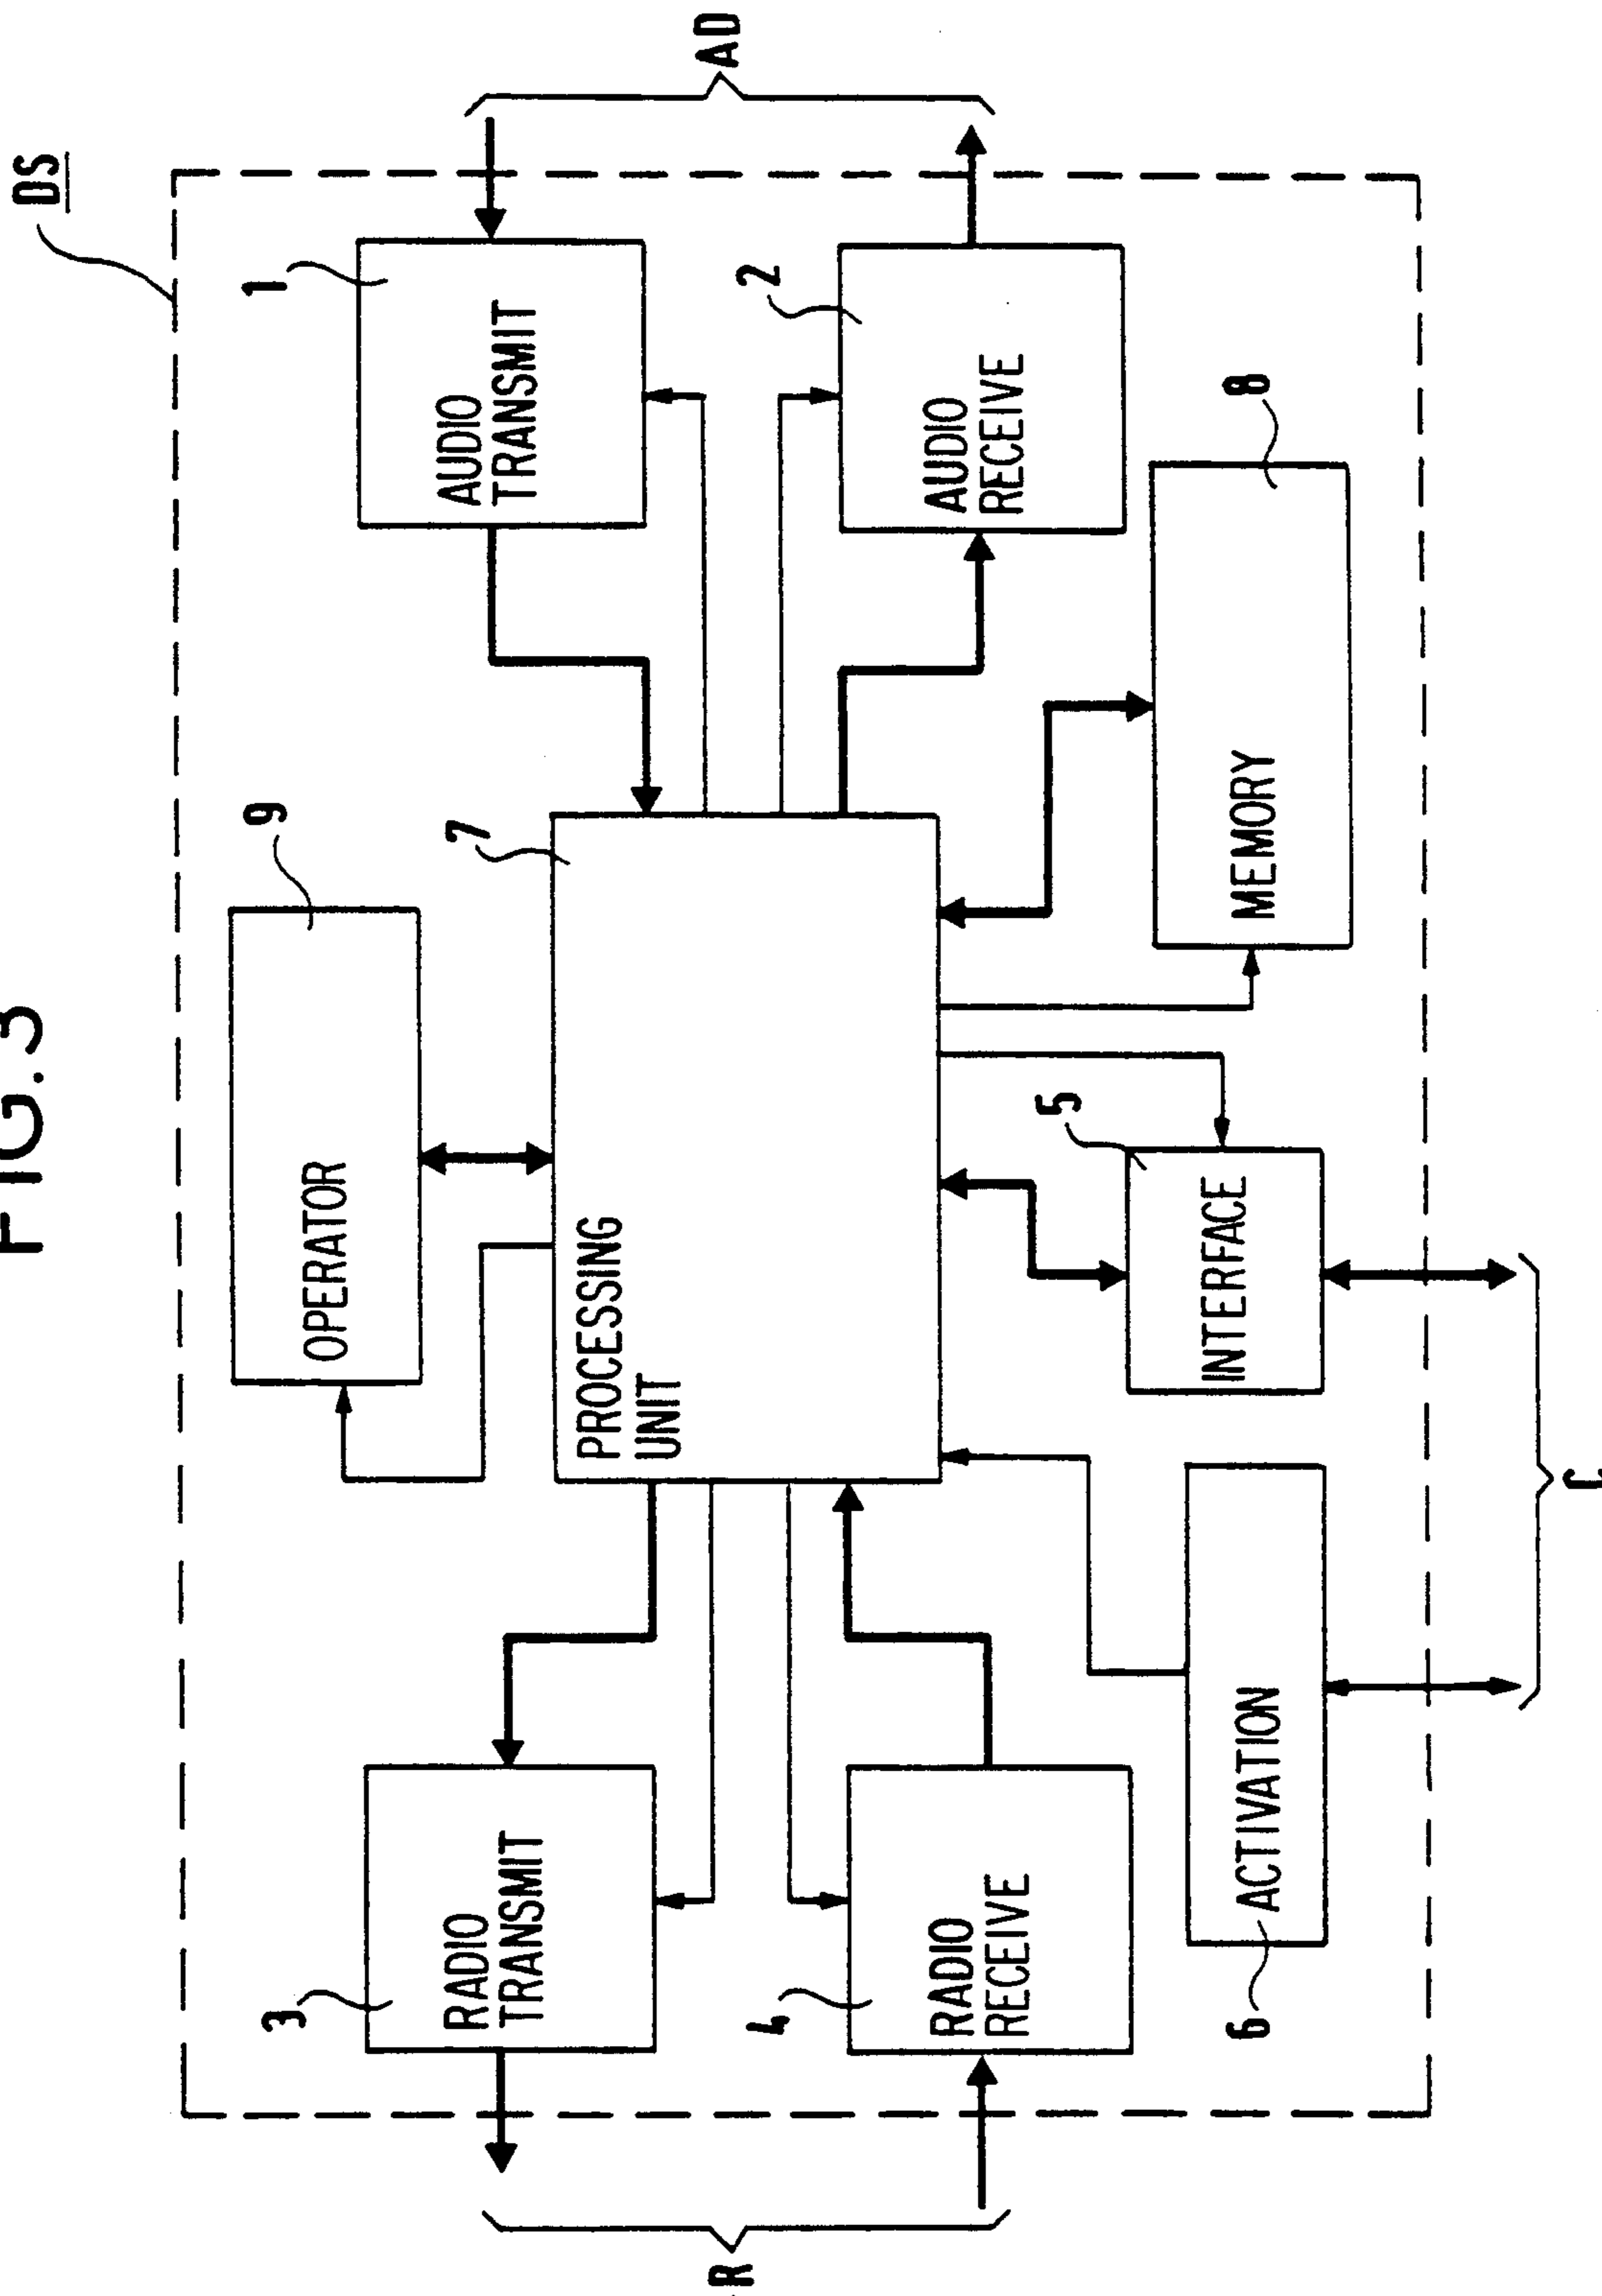 FIG.3
DS
9
OPERATOR
3
RADIO
TRANSMIT
7
PROCESSING
UNIT
1
AUDIO
TRANSMIT
R
AD
4
RADIO
RECEIVE
2
AUDIO
RECEIVE
6
ACTIVATION
5
INTERFACE
8
MEMORY
C